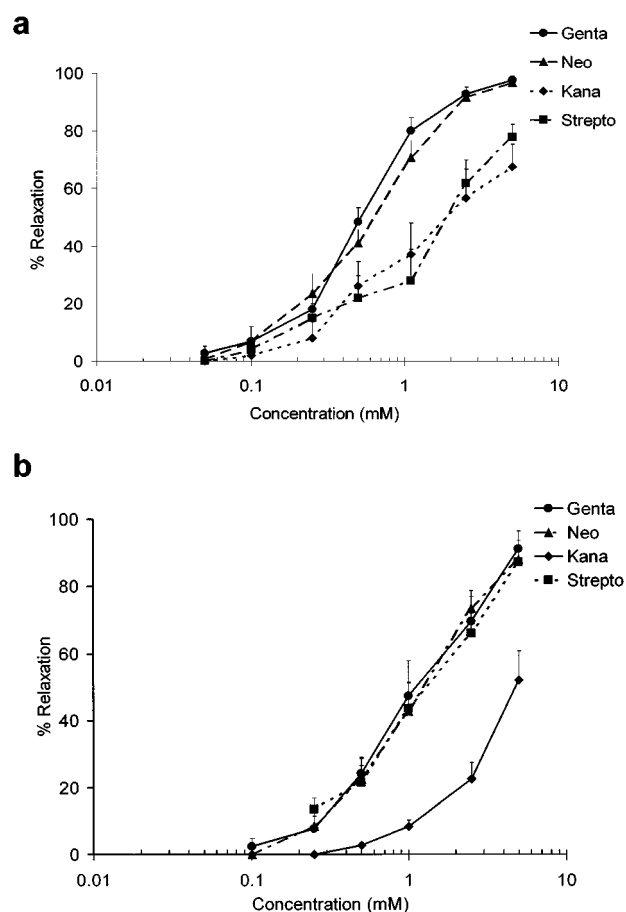 a
Genta
Neo
Kana
Strepto
100
80
60
40
20
0
% Relaxation
0.01
0.1
1
10
Concentration (mM)
b
Genta
Neo
Kana
Strepto
100
80
60
40
20
0
% Relaxation
0.01
0.1
1
10
Concentration (mM)